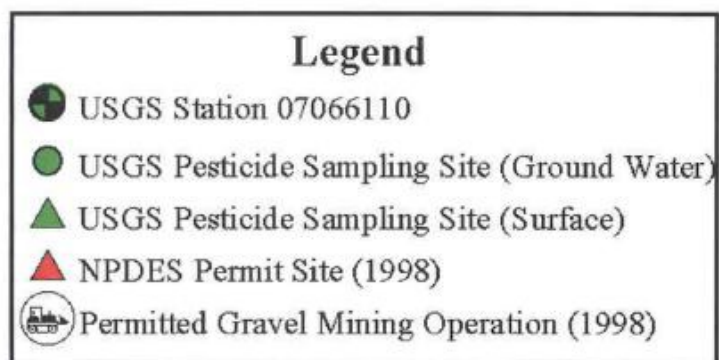 Legend
USGS Station 07066110
USGS Pesticide Sampling Site (Ground Water)
USGS Pesticide Sampling Site (Surface)
NPDES Permit Site (1998)
Permitted Gravel Mining Operation (1998)